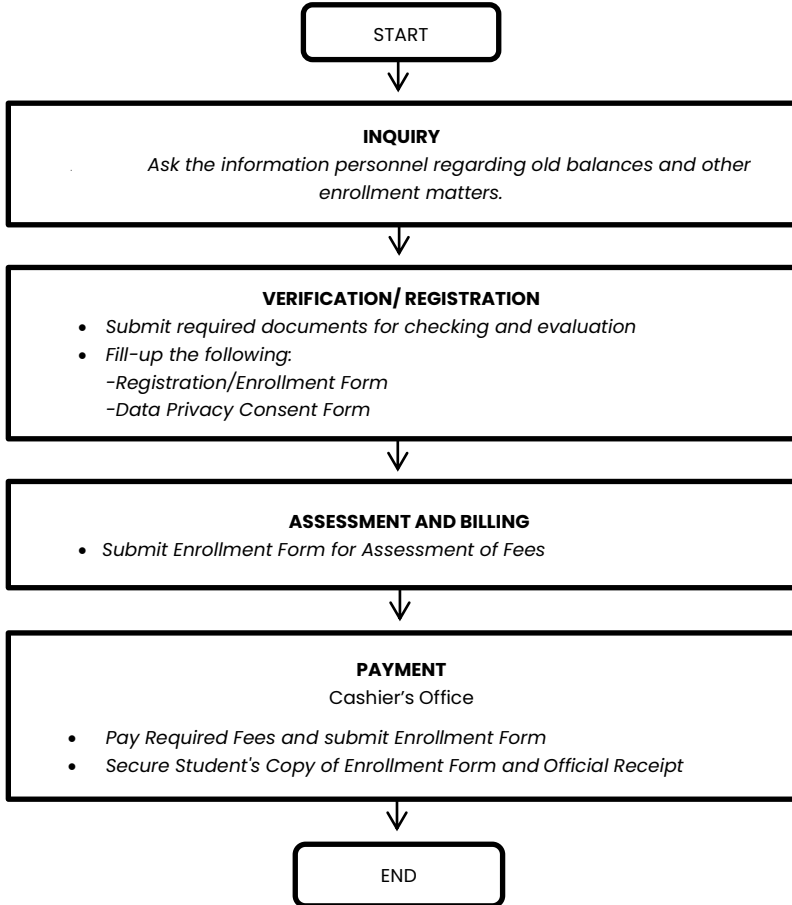 START
INQUIRY
Ask the information personnel regarding old balances and other
enrollment matters.
VERIFICATION/ REGISTRATION
• Submit required documents for checking and evaluation
• Fill-up the following:
-Registration/Enrollment Form
-Data Privacy Consent Form
ASSESSMENT AND BILLING
• Submit Enrollment Form for Assessment of Fees
PAYMENT
Cashier’s Office
• Pay Required Fees and submit Enrollment Form
• Secure Student's Copy of Enrollment Form and Official Receipt
END